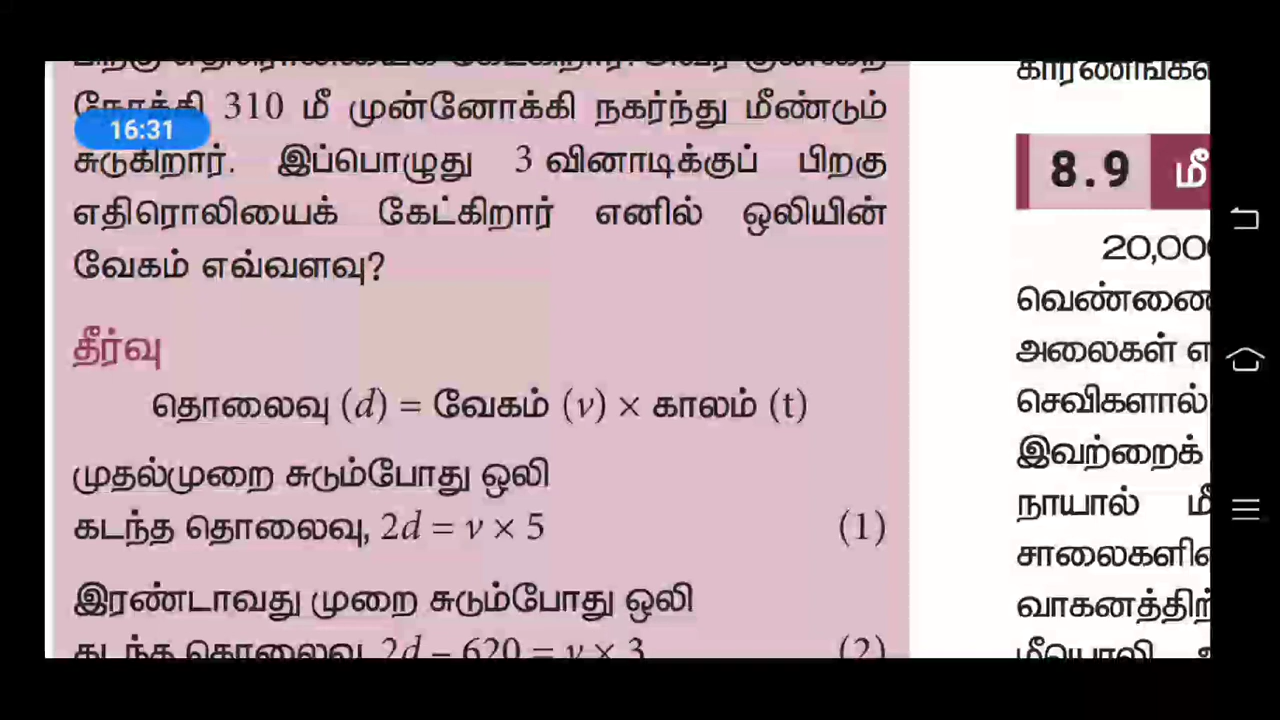 நோக்கி 310 மீ முன்னோக்கி நகர்ந்து மீண்டும்
16:31
சுடுகிறார். இப்பொழுது 3 வினாடிக்குப் பிறகு
எதிரொலியைக் கேட்கிறார் எனில் ஒலியின்
வேகம் எவ்வளவு?
தீர்வு
தொலைவு (d) = வேகம் (v) × காலம் (t)
முதல்முறை சுடும்போது ஒலி
கடந்த தொலைவு, 2d = v × 5 (1)
இரண்டாவது முறை சுடும்போது ஒலி
கடந்த தொலைவு, 2d – 620 = v × 3 (2)
8.9 மீ
20,000
வெண்ணை
அலைகள் எ
செவிகளால்
இவற்றைக்
நாயால் மீ
சாலைகளி
வாகனத்திற்
மீயொலி